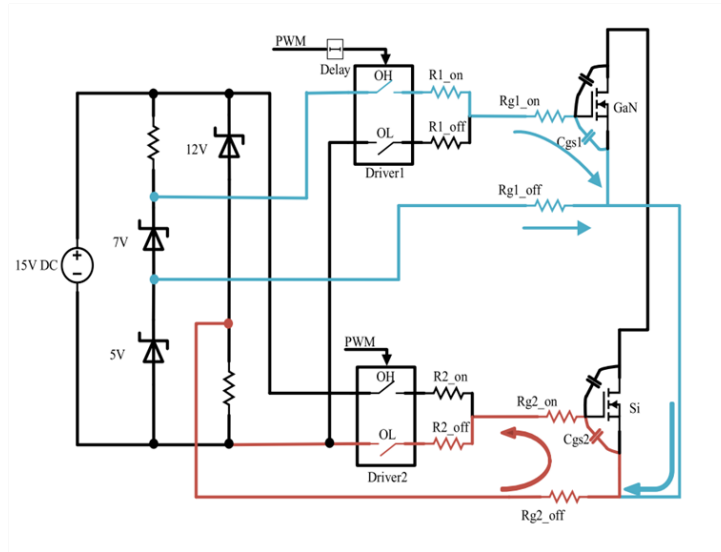 PWM
Delay
OH
R1_on
Rg1_on
GaN
12V
OL
R1_off
Cgs1
Driver1
Rg1_off
7V
15V DC
+
−
5V
PWM
OH
R2_on
Rg2_on
Si
R2_off
OL
Cgs2
Driver2
Rg2_off